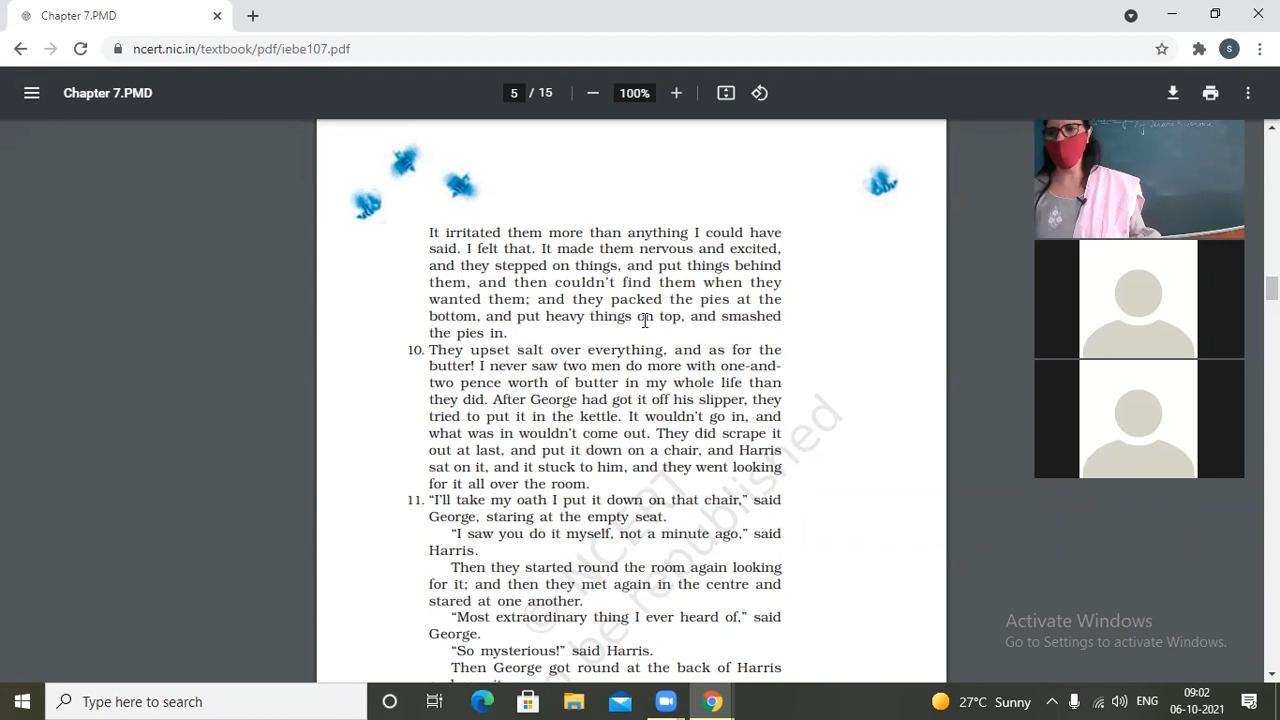 Chapter 7.PMD
ncert.nic.in/textbook/pdf/iebe107.pdf
S
Chapter 7.PMD
5 / 15
100%
It irritated them more than anything I could have
said. I felt that. It made them nervous and excited,
and they stepped on things, and put things behind
them, and then couldn't find them when they
wanted them; and they packed the pies at the
bottom, and put heavy things on top, and smashed
the pies in.
10. They upset salt over everything, and as for the
butter! I never saw two men do more with one-and-
two pence worth of butter in my whole life than
they did. After George had got it off his slipper, they
tried to put it in the kettle. It wouldn't go in, and
what was in wouldn't come out. They did scrape it
out at last, and put it down on a chair, and Harris
sat on it, and it stuck to him, and they went looking
for it all over the room.
11. “I'll take my oath I put it down on that chair,” said
George, staring at the empty seat.
“I saw you do it myself, not a minute ago,” said
Harris.
Then they started round the room again looking
for it; and then they met again in the centre and
stared at one another.
“Most extraordinary thing I ever heard of,” said
George.
“So mysterious!” said Harris.
Then George got round at the back of Harris
© NCERT
be republished
Activate Windows
Go to Settings to activate Windows.
Type here to search
27°C Sunny
ENG
09:02
06-10-2021